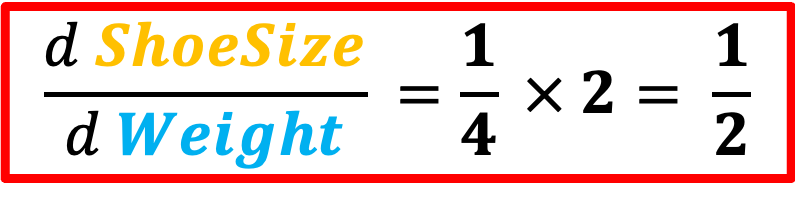 d ShoeSize / d Weight = 1/4 × 2 = 1/2